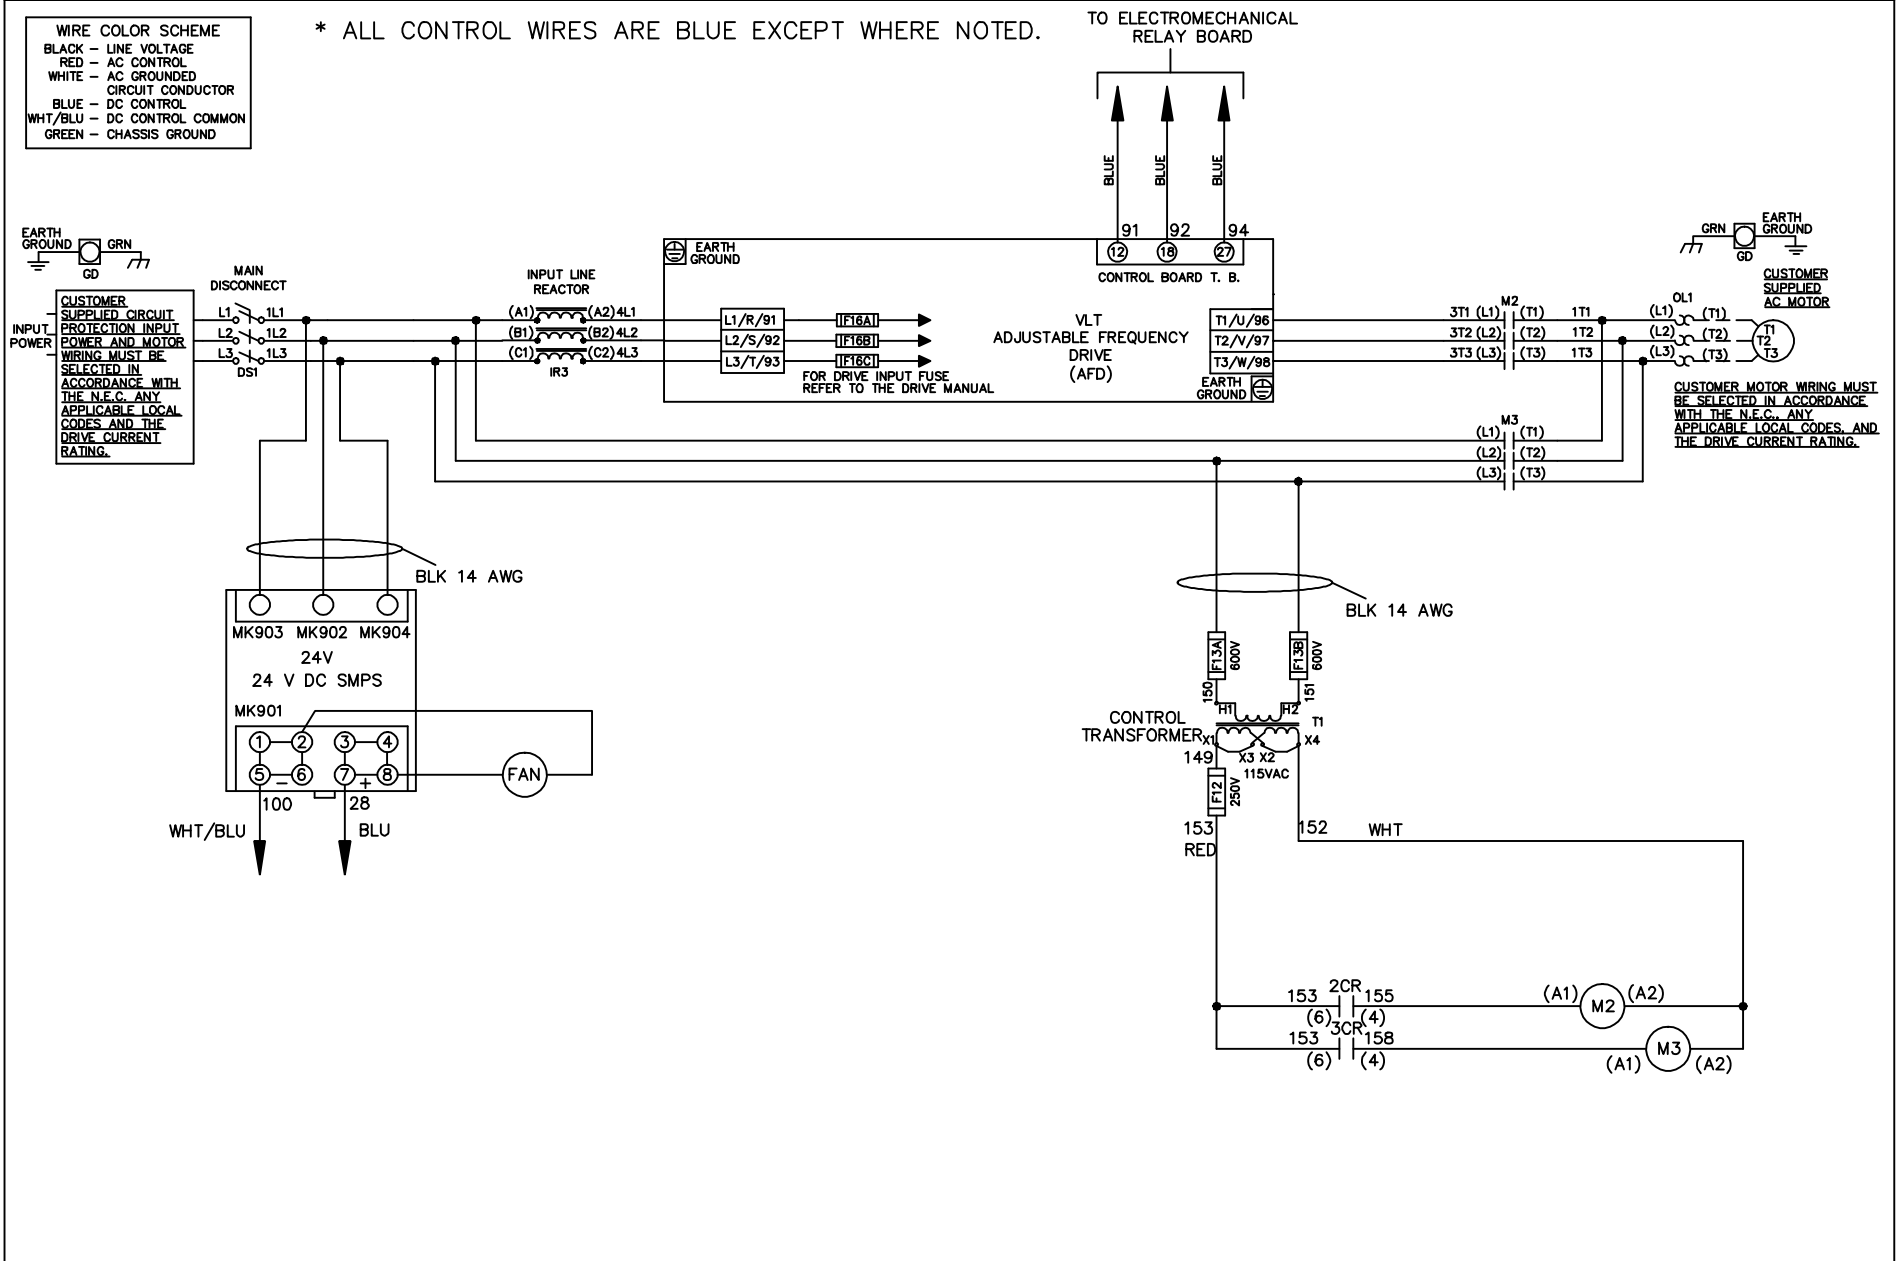 WIRE COLOR SCHEME
BLACK – LINE VOLTAGE
RED – AC CONTROL
WHITE – AC GROUNDED
CIRCUIT CONDUCTOR
BLUE – DC CONTROL
WHT/BLU – DC CONTROL COMMON
GREEN – CHASSIS GROUND
* ALL CONTROL WIRES ARE BLUE EXCEPT WHERE NOTED.
TO ELECTROMECHANICAL
RELAY BOARD
BLUE
BLUE
BLUE
91 92 94
12 18 27
CONTROL BOARD T. B.
EARTH
GROUND
GRN
GD
INPUT
POWER
CUSTOMER
SUPPLIED CIRCUIT
PROTECTION INPUT
POWER AND MOTOR
WIRING MUST BE
SELECTED IN
ACCORDANCE WITH
THE N.E.C. ANY
APPLICABLE LOCAL
CODES AND THE
DRIVE CURRENT
RATING.
MAIN
DISCONNECT
L1 1L1
L2 1L2
L3 1L3
DS1
INPUT LINE
REACTOR
(A1) (A2) 4L1
(B1) (B2) 4L2
(C1) (C2) 4L3
IR3
EARTH
GROUND
L1/R/91
L2/S/92
L3/T/93
IF16A
IF16B
IF16C
FOR DRIVE INPUT FUSE
REFER TO THE DRIVE MANUAL
VLT
ADJUSTABLE FREQUENCY
DRIVE
(AFD)
T1/U/96
T2/V/97
T3/W/98
EARTH
GROUND
M2
3T1 (L1) (T1) 1T1
3T2 (L2) (T2) 1T2
3T3 (L3) (T3) 1T3
M3
(L1) (T1)
(L2) (T2)
(L3) (T3)
OL1
(L1) (T1)
(L2) (T2)
(L3) (T3)
T1
T2
T3
GRN
GD
EARTH
GROUND
CUSTOMER
SUPPLIED
AC MOTOR
CUSTOMER MOTOR WIRING MUST
BE SELECTED IN ACCORDANCE
WITH THE N.E.C., ANY
APPLICABLE LOCAL CODES, AND
THE DRIVE CURRENT RATING.
BLK 14 AWG
MK903 MK902 MK904
24V
24 V DC SMPS
MK901
1 2 3 4
5 – 6 7 + 8
FAN
100 28
WHT/BLU BLU
BLK 14 AWG
F13A
600V
F13B
600V
150
151
H1 H2
T1
CONTROL
TRANSFORMER
X1 X3 X2 X4
149
115VAC
F12
250V
153
RED
152 WHT
2CR
153 155
(6) (4)
(A1) M2 (A2)
3CR
153 158
(6) (4)
(A1) M3 (A2)